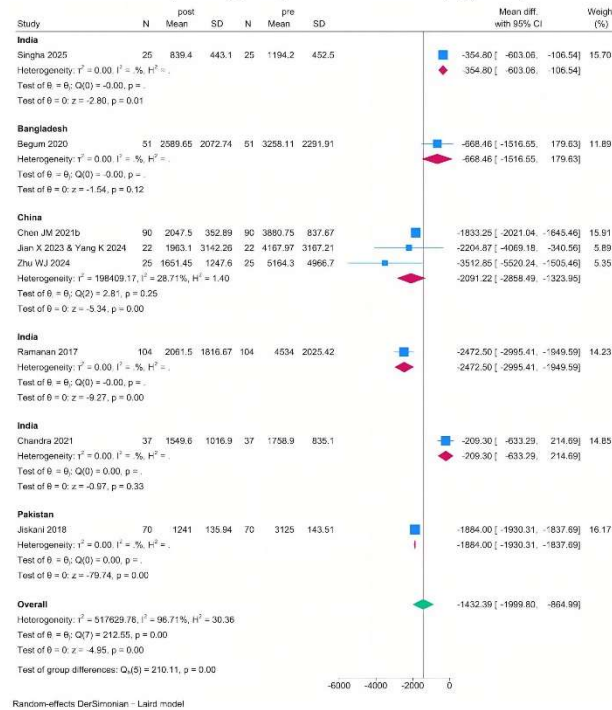 post pre Mean diff. Weight
Study N Mean SD N Mean SD with 95% CI (%)
India
Singha 2025 25 839.4 443.1 25 1194.2 452.5 -354.80 [ -603.06, -106.54] 15.70
Heterogeneity: τ² = 0.00, I² = .%, H² = .
Test of θᵢ = θⱼ: Q(0) = -0.00, p = .
Test of θ = 0: z = -2.80, p = 0.01
Bangladesh
Begum 2020 51 2589.65 2072.74 51 3258.11 2291.91 -668.46 [ -1516.55, 179.63] 11.89
Heterogeneity: τ² = 0.00, I² = .%, H² = . -668.46 [ -1516.55, 179.63]
Test of θᵢ = θⱼ: Q(0) = -0.00, p = .
Test of θ = 0: z = -1.54, p = 0.12
China
Chen JM 2021b 90 2047.5 352.89 90 3880.75 837.67 -1833.25 [ -2021.04, -1645.46] 15.91
Jian X 2023 & Yang K 2024 22 1963.1 3142.26 22 4167.97 3167.21 -2204.87 [ -4069.18, -340.56] 5.89
Zhu WJ 2024 25 1651.45 1247.6 25 5164.3 4966.7 -3512.85 [ -5520.24, -1505.46] 5.35
Heterogeneity: τ² = 198409.17, I² = 28.71%, H² = 1.40 -2091.22 [ -2858.49, -1323.95]
Test of θᵢ = θⱼ: Q(2) = 2.81, p = 0.25
Test of θ = 0: z = -5.34, p = 0.00
India
Ramanan 2017 104 2061.5 1816.67 104 4534 2025.42 -2472.50 [ -2995.41, -1949.59] 14.23
Heterogeneity: τ² = 0.00, I² = .%, H² = . -2472.50 [ -2995.41, -1949.59]
Test of θᵢ = θⱼ: Q(0) = -0.00, p = .
Test of θ = 0: z = -9.27, p = 0.00
India
Chandra 2021 37 1549.6 1016.9 37 1758.9 835.1 -209.30 [ -633.29, 214.69] 14.85
Heterogeneity: τ² = 0.00, I² = .%, H² = . -209.30 [ -633.29, 214.69]
Test of θᵢ = θⱼ: Q(0) = 0.00, p = .
Test of θ = 0: z = -0.97, p = 0.33
Pakistan
Jiskani 2018 70 1241 135.94 70 3125 143.51 -1884.00 [ -1930.31, -1837.69] 16.17
Heterogeneity: τ² = 0.00, I² = .%, H² = . -1884.00 [ -1930.31, -1837.69]
Test of θᵢ = θⱼ: Q(0) = 0.00, p = .
Test of θ = 0: z = -79.74, p = 0.00
Overall -1432.39 [ -1999.80, -864.99]
Heterogeneity: τ² = 517629.76, I² = 96.71%, H² = 30.36
Test of θᵢ = θⱼ: Q(7) = 212.55, p = 0.00
Test of θ = 0: z = -4.95, p = 0.00
Test of group differences: Q_b(5) = 210.11, p = 0.00
-6000 -4000 -2000 0
Random-effects DerSimonian – Laird model